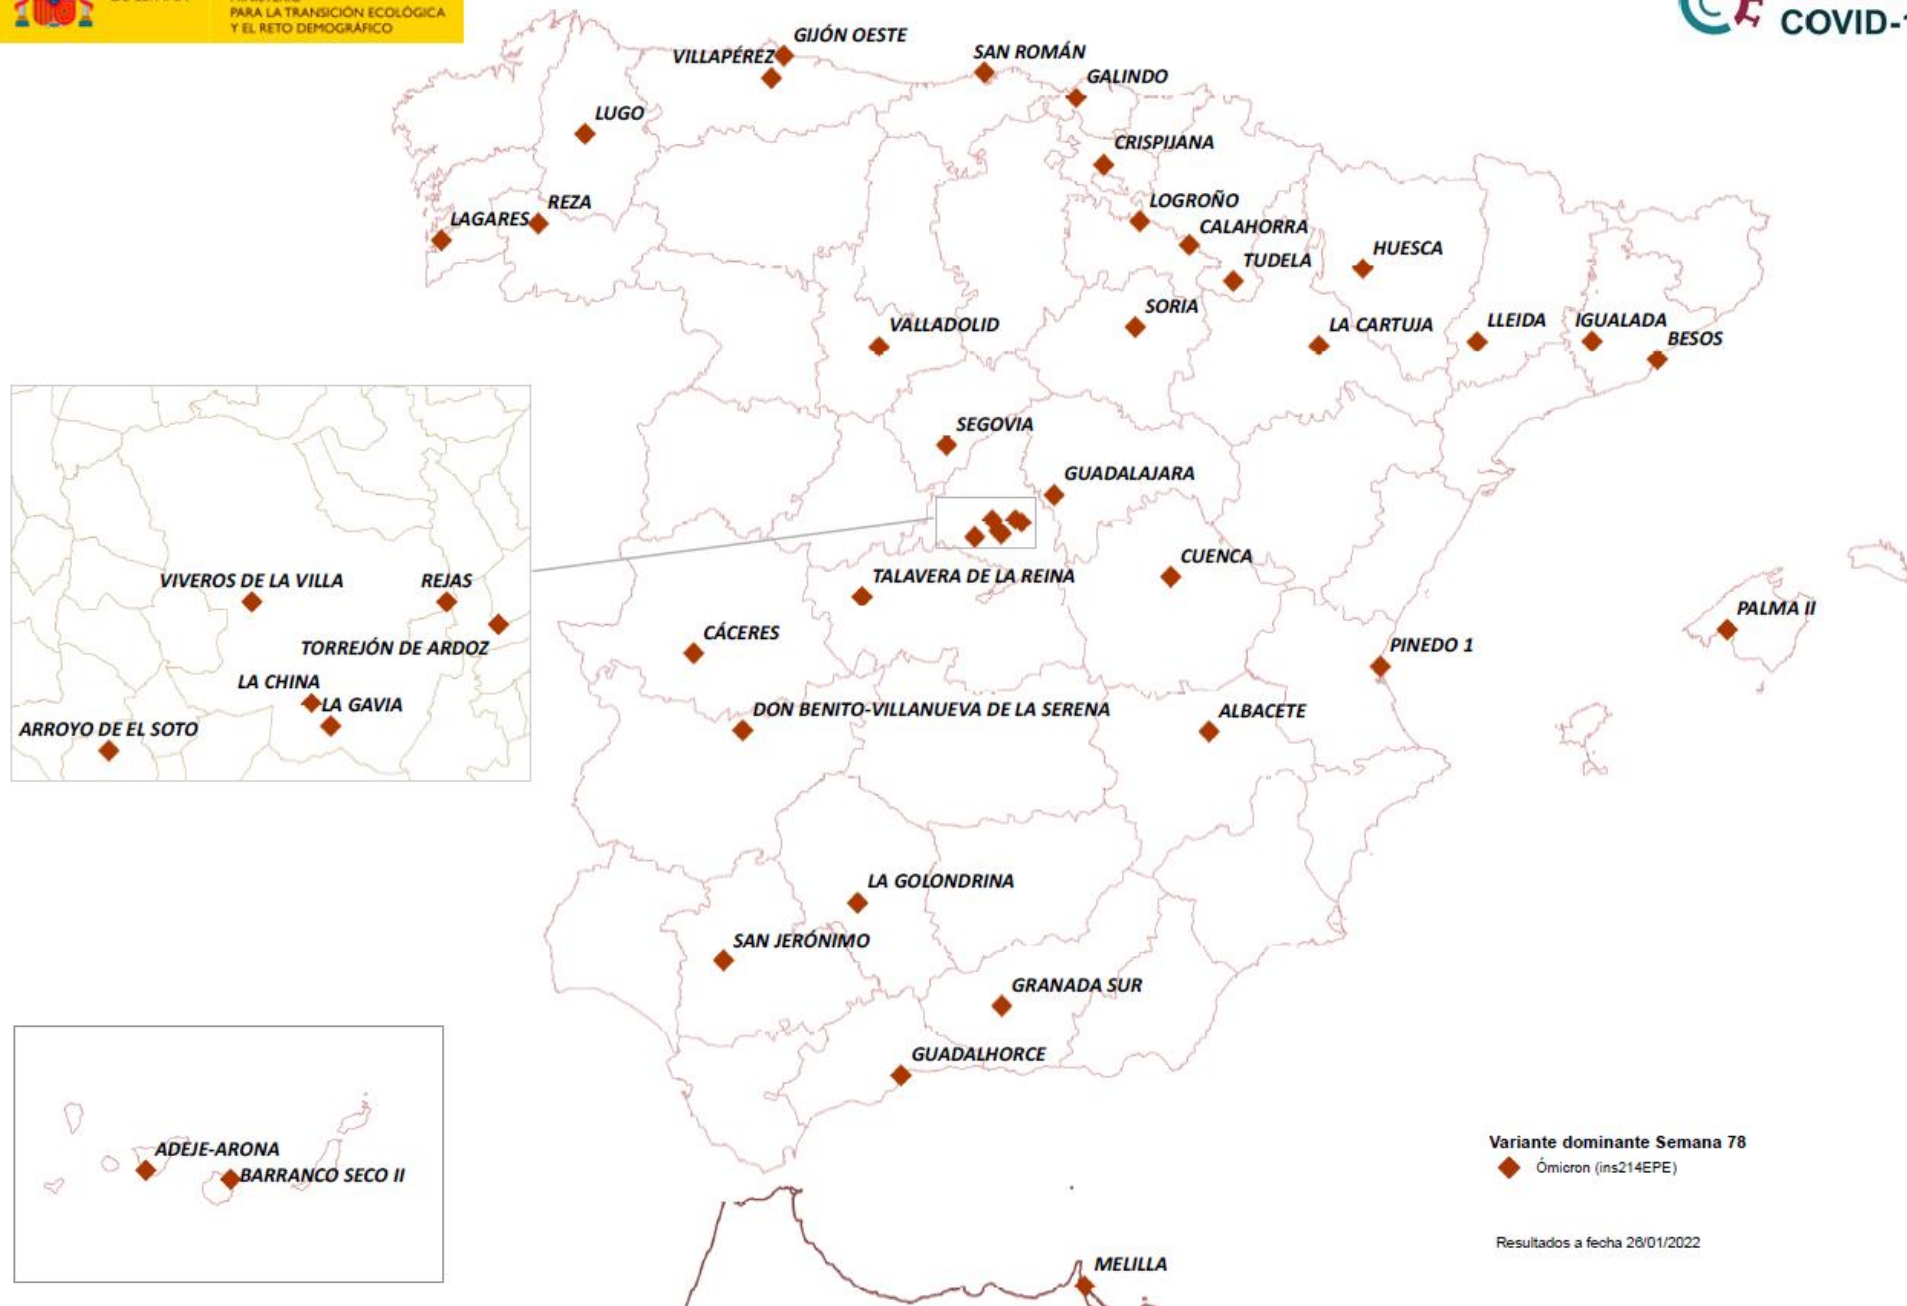 PARA LA TRANSICIÓN ECOLÓGICA
Y EL RETO DEMOGRÁFICO
COVID-1
GIJÓN OESTE
VILLAPÉREZ
SAN ROMÁN
GALINDO
LUGO
CRISPIJANA
REZA
LAGARES
LOGROÑO
CALAHORRA
TUDELA
HUESCA
SORIA
VALLADOLID
LA CARTUJA
LLEIDA
IGUALADA
BESOS
SEGOVIA
GUADALAJARA
CUENCA
TALAVERA DE LA REINA
VIVEROS DE LA VILLA
REJAS
TORREJÓN DE ARDOZ
LA CHINA
LA GAVIA
ARROYO DE EL SOTO
CÁCERES
PALMA II
PINEDO 1
DON BENITO-VILLANUEVA DE LA SERENA
ALBACETE
LA GOLONDRINA
SAN JERÓNIMO
GRANADA SUR
GUADALHORCE
ADEJE-ARONA
BARRANCO SECO II
Variante dominante Semana 78
Ómicron (ins214EPE)
Resultados a fecha 26/01/2022
MELILLA